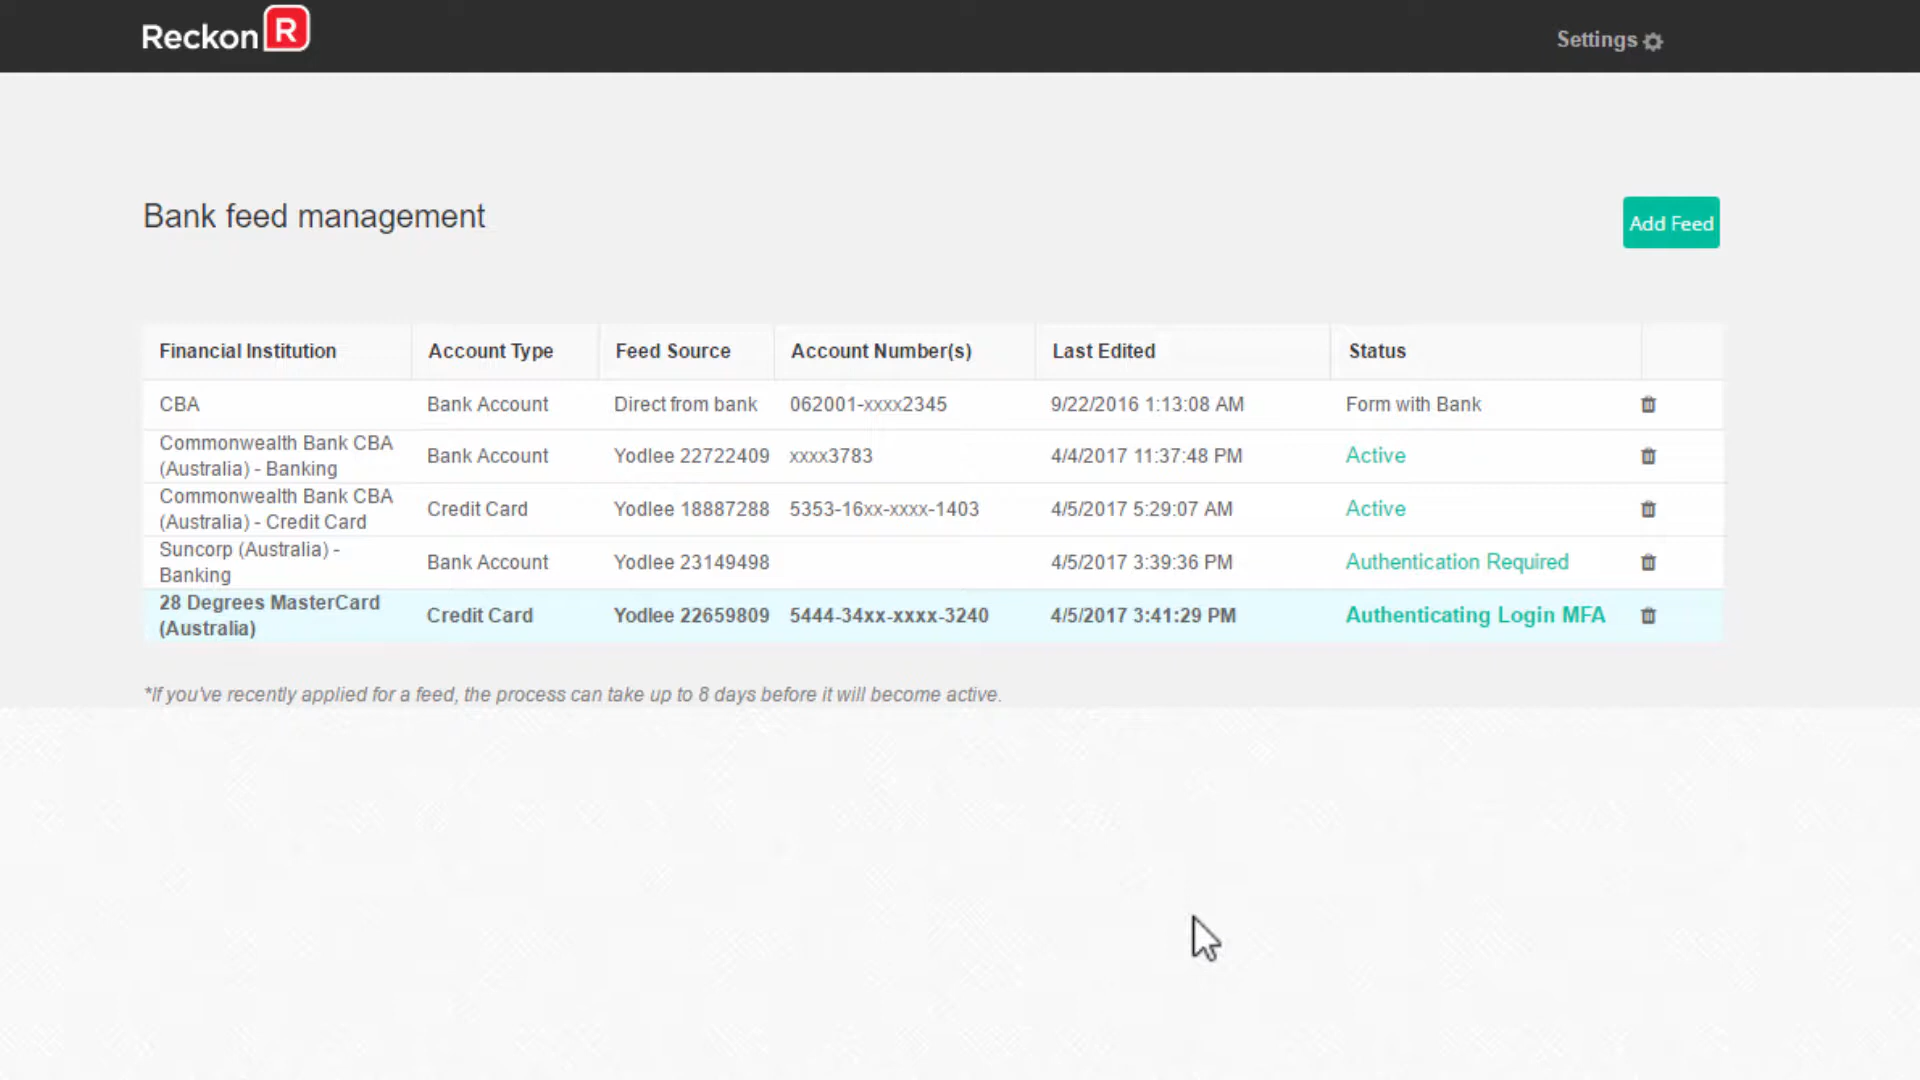 Reckon R
Settings
Bank feed management
Add Feed
Financial Institution Account Type Feed Source Account Number(s) Last Edited Status
CBA Bank Account Direct from bank 062001-xxxx2345 9/22/2016 1:13:08 AM Form with Bank
Commonwealth Bank CBA
(Australia) - Banking Bank Account Yodlee 22722409 xxxx3783 4/4/2017 11:37:48 PM Active
Commonwealth Bank CBA
(Australia) - Credit Card Credit Card Yodlee 18887288 5353-16xx-xxxx-1403 4/5/2017 5:29:07 AM Active
Suncorp (Australia) -
Banking Bank Account Yodlee 23149498 4/5/2017 3:39:36 PM Authentication Required
28 Degrees MasterCard
(Australia) Credit Card Yodlee 22659809 5444-34xx-xxxx-3240 4/5/2017 3:41:29 PM Authenticating Login MFA
*If you've recently applied for a feed, the process can take up to 8 days before it will become active.